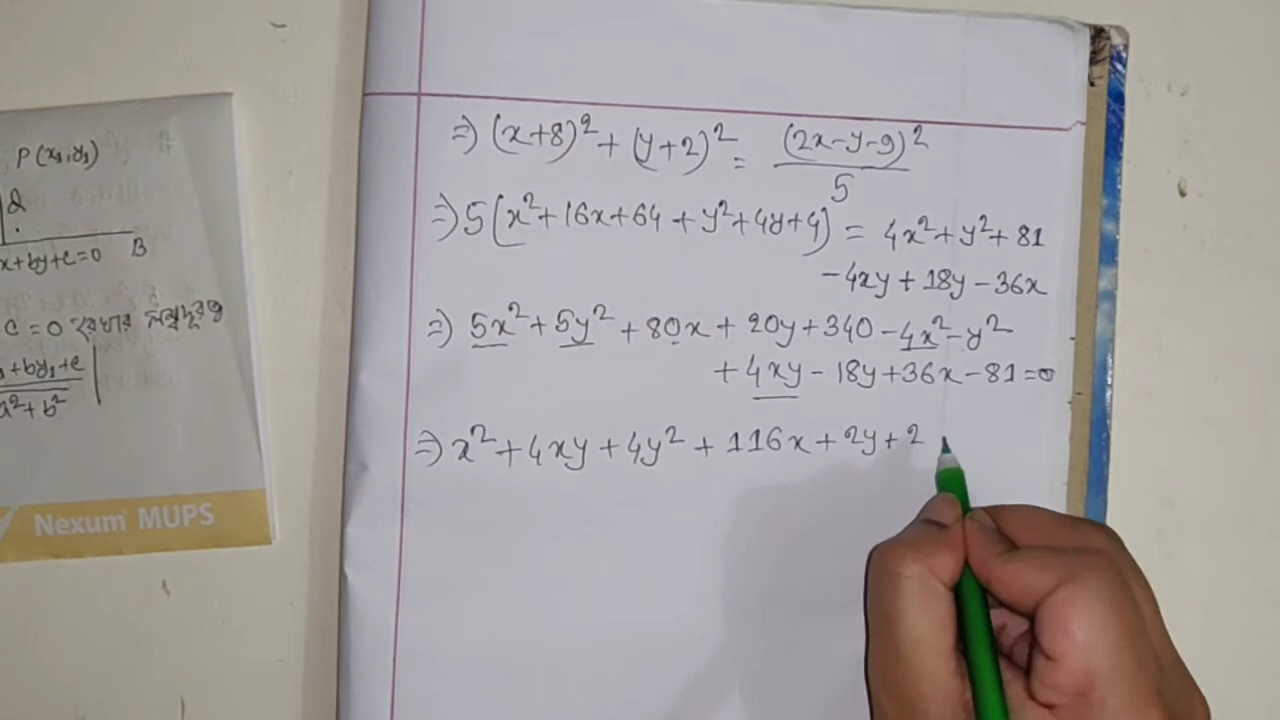 P(x₁,y₁)
d
x+by+c=0 B
c=0 রেখার লম্বদূরত্ব
x₁+by₁+c
a²+b²
Nexum MUPS
⇒) (x+8)² + (y+2)² = (2x-y-9)² / 5
⇒) 5(x²+16x+64+y²+4y+4) = 4x²+y²+81
-4xy+18y-36x
⇒) 5x²+5y²+80x+20y+340-4x²-y²
+4xy-18y+36x-81=0
⇒) x²+4xy+4y²+116x+2y+2